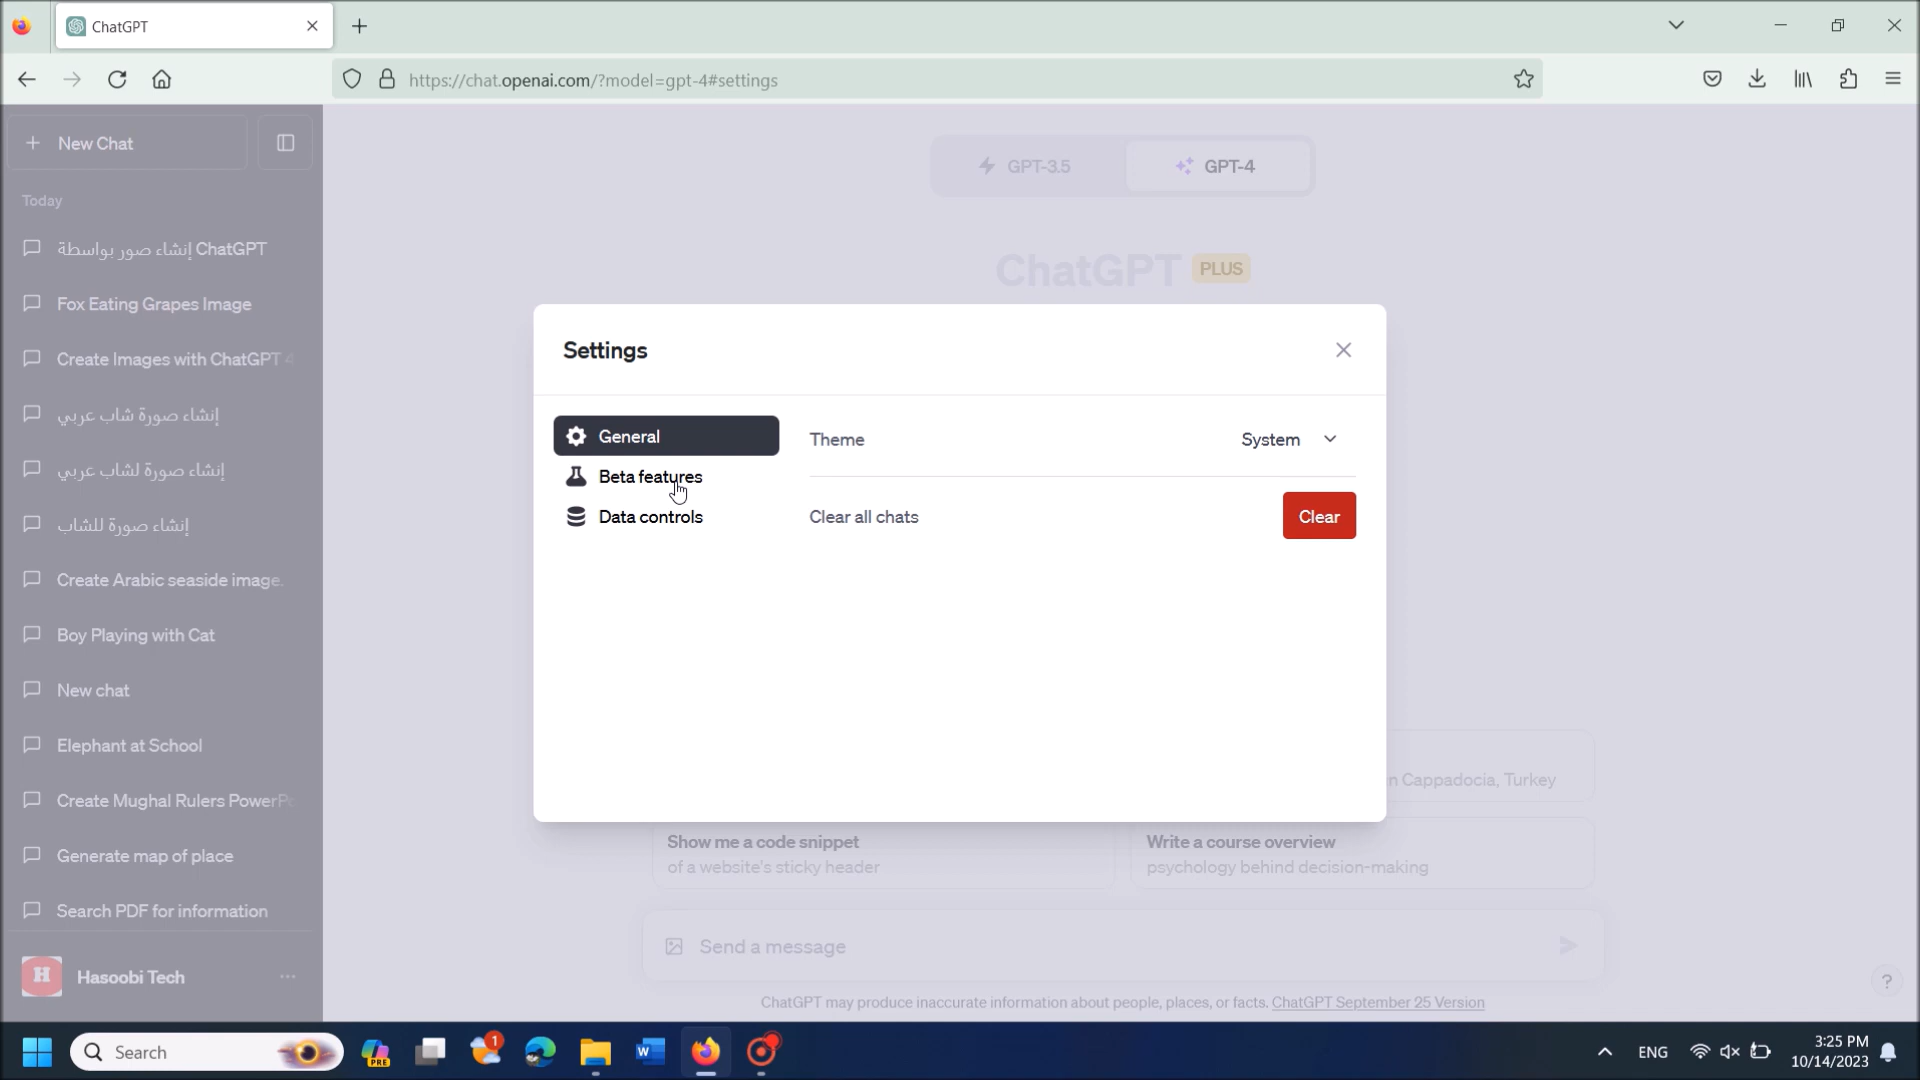 ChatGPT
https://chat.openai.com/?model=gpt-4#settings
New Chat
GPT-3.5
GPT-4
Today
إنشاء صور بواسطة ChatGPT
ChatGPT PLUS
Fox Eating Grapes Image
Settings
Create Images with ChatGPT 4
إنشاء صورة شاب عربي
General
Theme
System
إنشاء صورة لشاب عربي
Beta features
إنشاء صورة للشاب
Data controls
Clear all chats
Clear
Create Arabic seaside image.
Boy Playing with Cat
New chat
Elephant at School
n Cappadocia, Turkey
Create Mughal Rulers PowerPo
Show me a code snippet
of a website's sticky header
Write a course overview
psychology behind decision-making
Generate map of place
Search PDF for information
Send a message
H
Hasoobi Tech
?
ChatGPT may produce inaccurate information about people, places, or facts. ChatGPT September 25 Version
Search
PRE
1
W
ENG
3:25 PM
10/14/2023